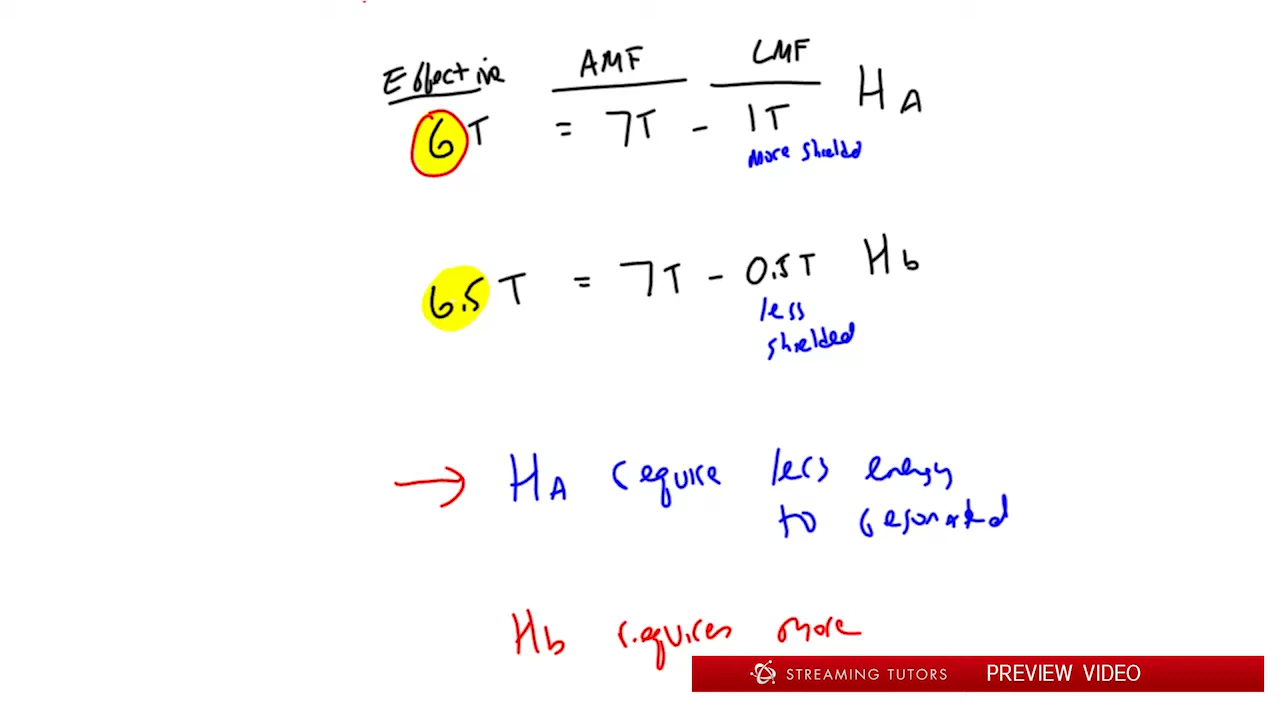 Effective AMF LMF
6T = 7T - 1T HA
more shielded
6.5 T = 7T - 0.5T Hb
less
shielded
→ HA require less energy
to resonated
Hb requires more
STREAMING TUTORS PREVIEW VIDEO